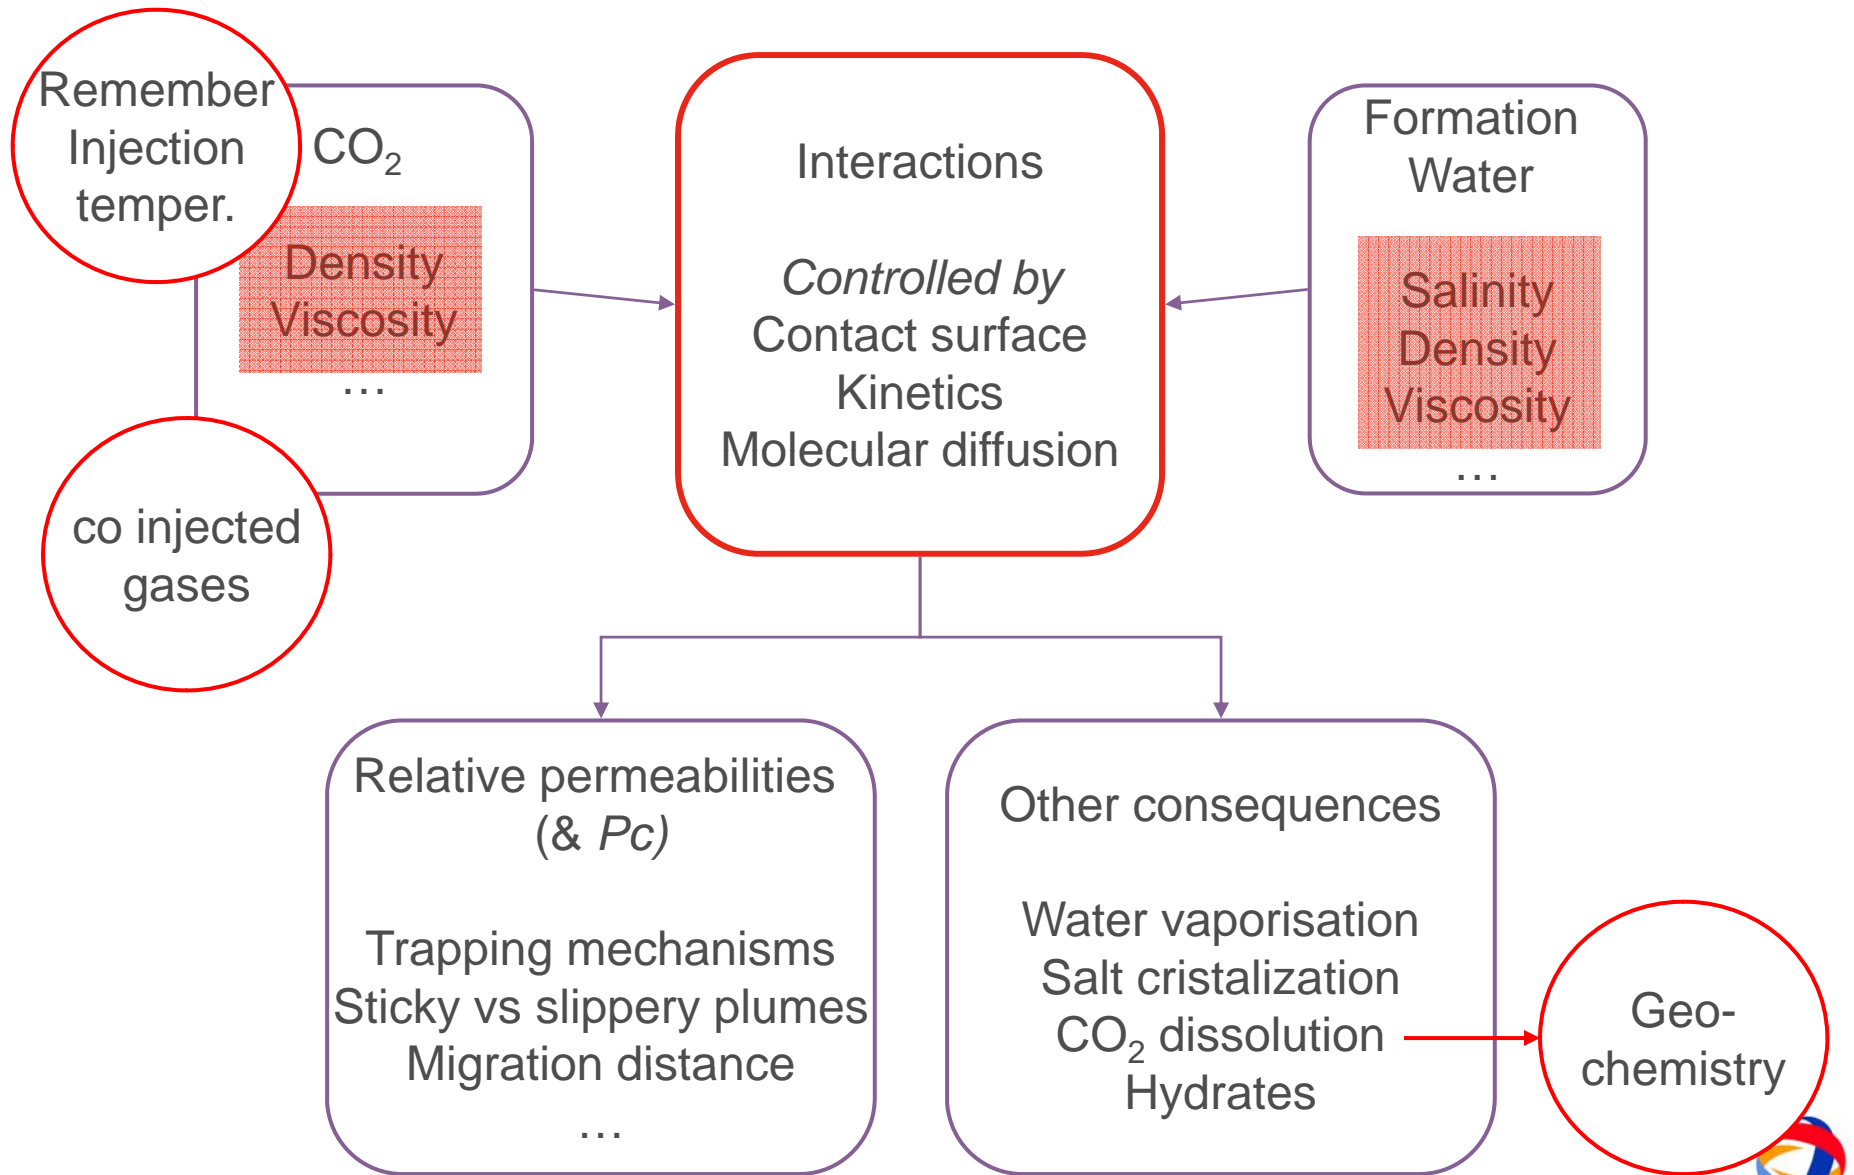 Remember
Injection
temper.
CO₂
Density
Viscosity
…
co injected
gases
Interactions
Controlled by
Contact surface
Kinetics
Molecular diffusion
Formation
Water
Salinity
Density
Viscosity
…
Relative permeabilities
(& Pc)
Trapping mechanisms
Sticky vs slippery plumes
Migration distance
…
Other consequences
Water vaporisation
Salt cristalization
CO₂ dissolution
Hydrates
Geo-
chemistry